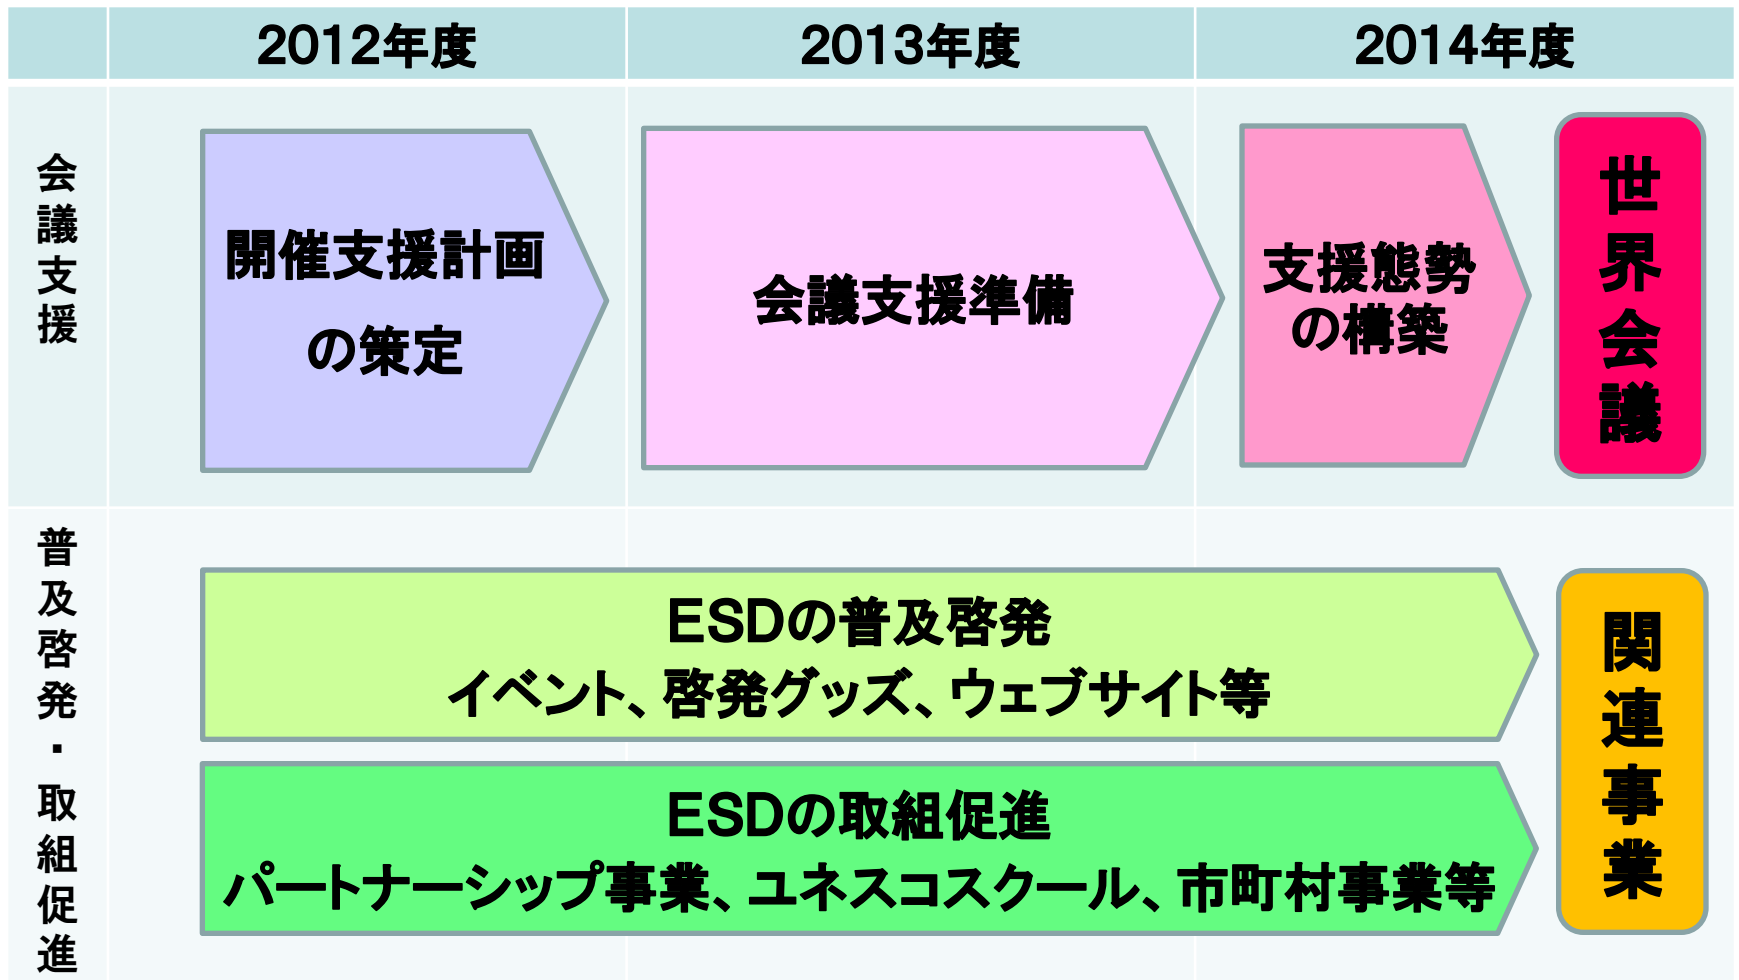 2012年度
2013年度
2014年度
会議支援
開催支援計画
の策定
会議支援準備
支援態勢
の構築
世界会議
普及啓発・取組促進
ESDの普及啓発
イベント、啓発グッズ、ウェブサイト等
ESDの取組促進
パートナーシップ事業、ユネスコスクール、市町村事業等
関連事業